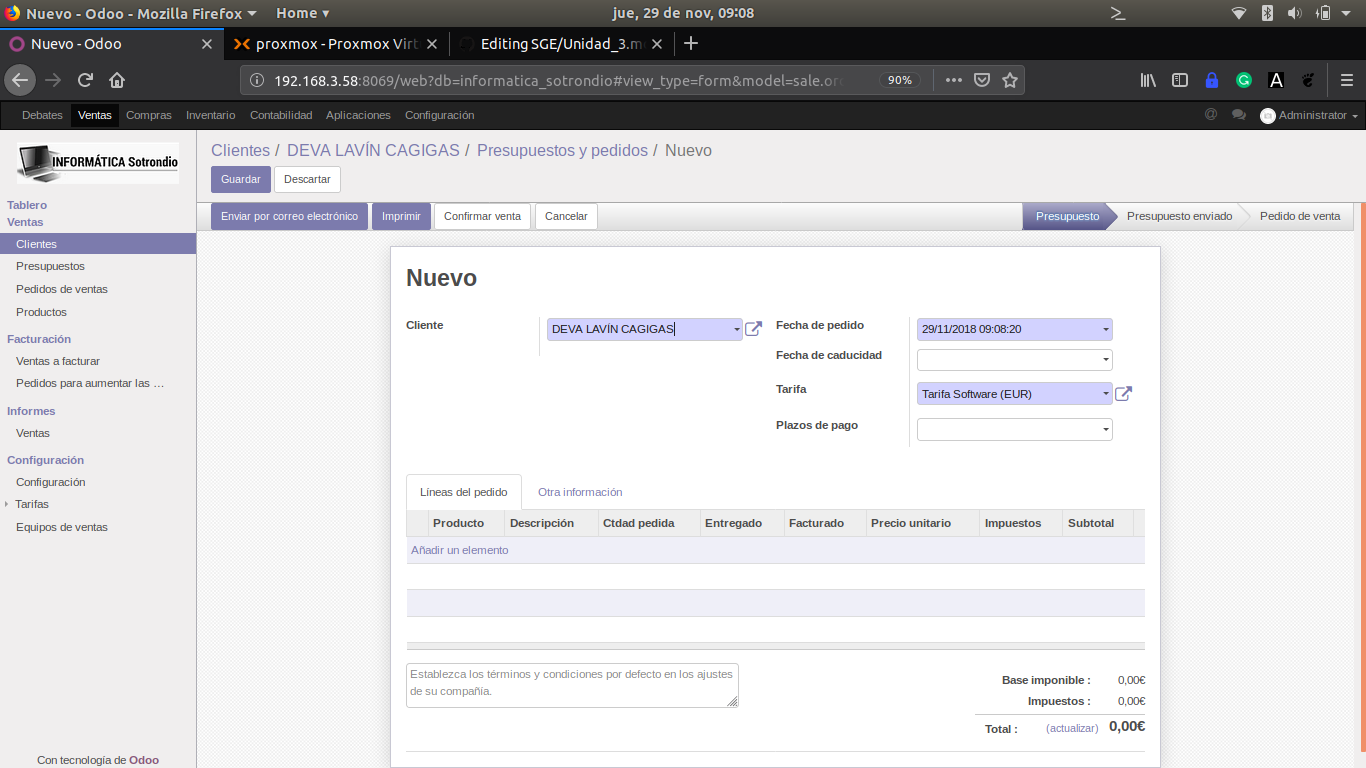 Nuevo - Odoo - Mozilla Firefox ▾ Home ▾ jue, 29 de nov, 09:08
Nuevo - Odoo × proxmox - Proxmox Virt × Editing SGE/Unidad_3.m × +
192.168.3.58:8069/web?db=informatica_sotrondio#view_type=form&model=sale.or 90%
Debates Ventas Compras Inventario Contabilidad Aplicaciones Configuración @ Administrator
INFORMÁTICA Sotrondio
Clientes / DEVA LAVÍN CAGIGAS / Presupuestos y pedidos / Nuevo
Guardar Descartar
Tablero
Ventas
Clientes
Presupuestos
Pedidos de ventas
Productos
Facturación
Ventas a facturar
Pedidos para aumentar las ...
Informes
Ventas
Configuración
Configuración
Tarifas
Equipos de ventas
Con tecnología de Odoo
Enviar por correo electrónico Imprimir Confirmar venta Cancelar Presupuesto Presupuesto enviado Pedido de venta
Nuevo
Cliente DEVA LAVÍN CAGIGAS Fecha de pedido 29/11/2018 09:08:20
Fecha de caducidad
Tarifa Tarifa Software (EUR)
Plazos de pago
Líneas del pedido Otra información
Producto Descripción Ctdad pedida Entregado Facturado Precio unitario Impuestos Subtotal
Añadir un elemento
Establezca los términos y condiciones por defecto en los ajustes
de su compañía.
Base imponible : 0,00€
Impuestos : 0,00€
Total : (actualizar) 0,00€